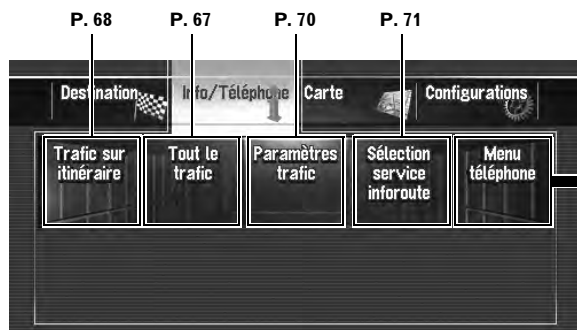 P. 68 P. 67 P. 70 P. 71
Destination Info/Téléphone Carte Configurations
Trafic sur itinéraire
Tout le trafic
Paramètres trafic
Sélection service inforoute
Menu téléphone